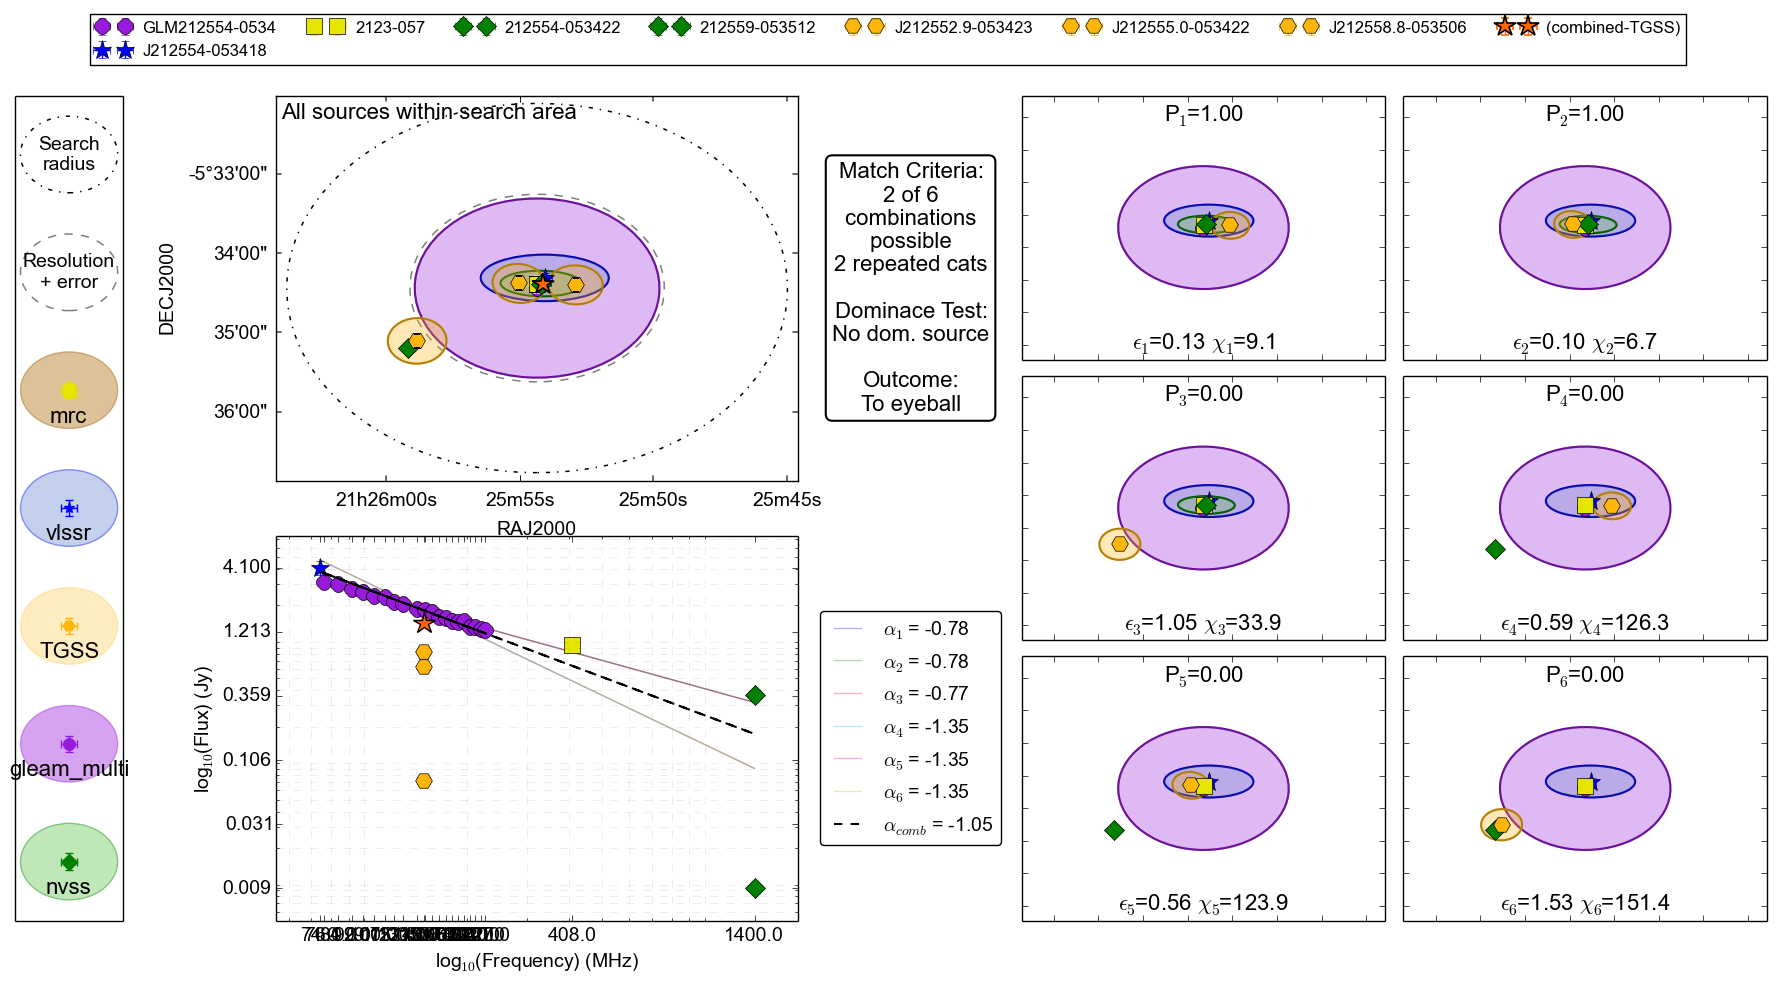 GLM212554-0534 2123-057 212554-053422 212559-053512 J212552.9-053423 J212555.0-053422 J212558.8-053506 (combined-TGSS)
J212554-053418
Search
radius
Resolution
+ error
mrc
vlssr
TGSS
gleam_multi
nvss
All sources within search area
DECJ2000
-5°33'00"
34'00"
35'00"
36'00"
21h26m00s 25m55s 25m50s 25m45s
RAJ2000
Match Criteria:
2 of 6
combinations
possible
2 repeated cats
Dominace Test:
No dom. source
Outcome:
To eyeball
log10(Flux) (Jy)
4.100
1.213
0.359
0.106
0.031
0.009
408.0 1400.0
log10(Frequency) (MHz)
α1 = -0.78
α2 = -0.78
α3 = -0.77
α4 = -1.35
α5 = -1.35
α6 = -1.35
αcomb = -1.05
P1=1.00
ϵ1=0.13 χ1=9.1
P2=1.00
ϵ2=0.10 χ2=6.7
P3=0.00
ϵ3=1.05 χ3=33.9
P4=0.00
ϵ4=0.59 χ4=126.3
P5=0.00
ϵ5=0.56 χ5=123.9
P6=0.00
ϵ6=1.53 χ6=151.4